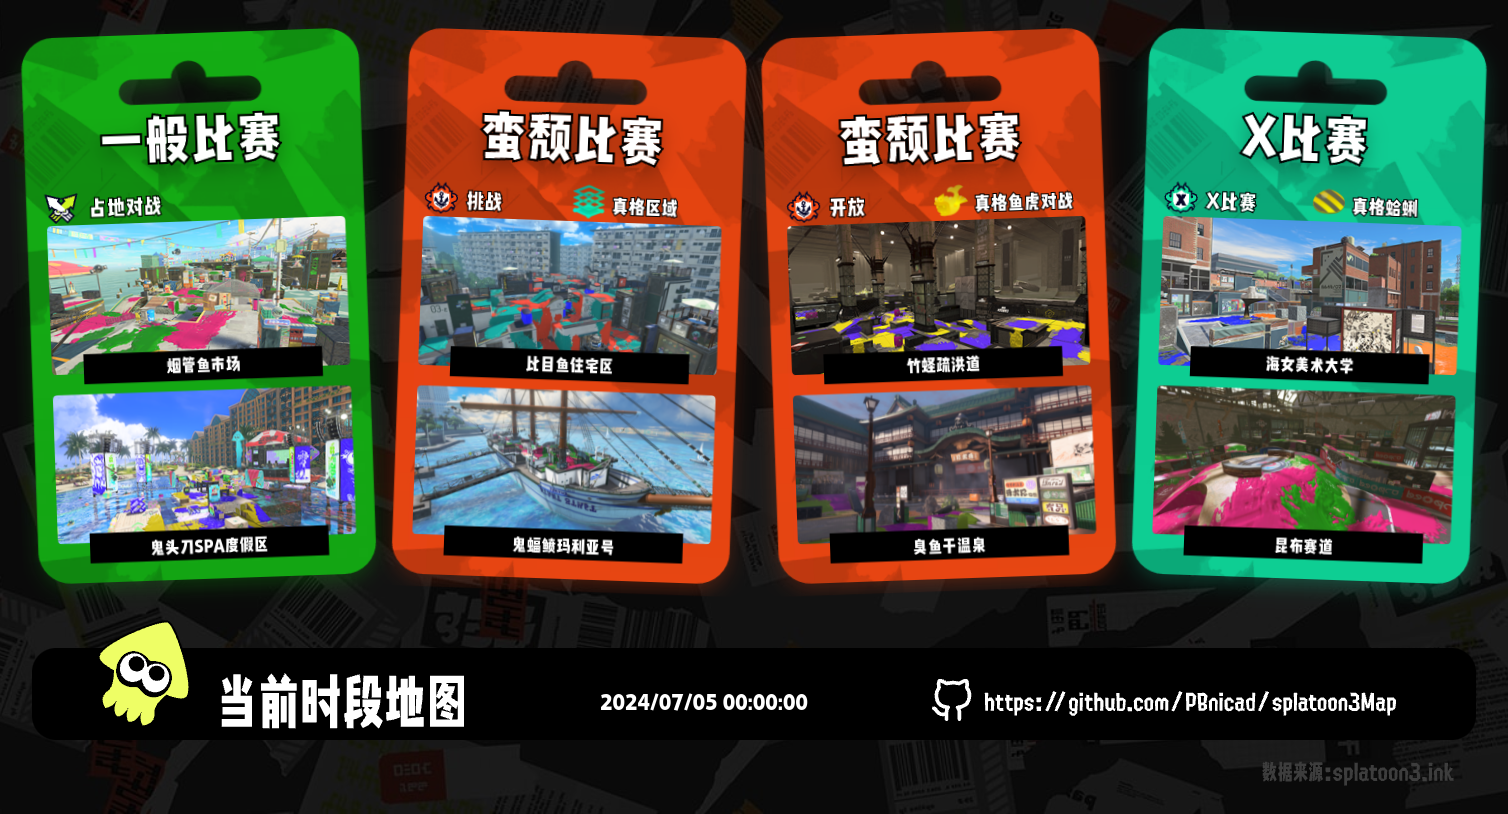 一般比赛
占地对战
烟管鱼市场
鬼头刀SPA度假区
蛮颓比赛
挑战
真格区域
比目鱼住宅区
鬼蝠鲼玛利亚号
蛮颓比赛
开放
真格鱼虎对战
竹蛏疏洪道
臭鱼干温泉
X比赛
X比赛
真格蛤蜊
海女美术大学
昆布赛道
当前时段地图
2024/07/05 00:00:00
https://github.com/PBnicad/splatoon3Map
数据来源:splatoon3.ink